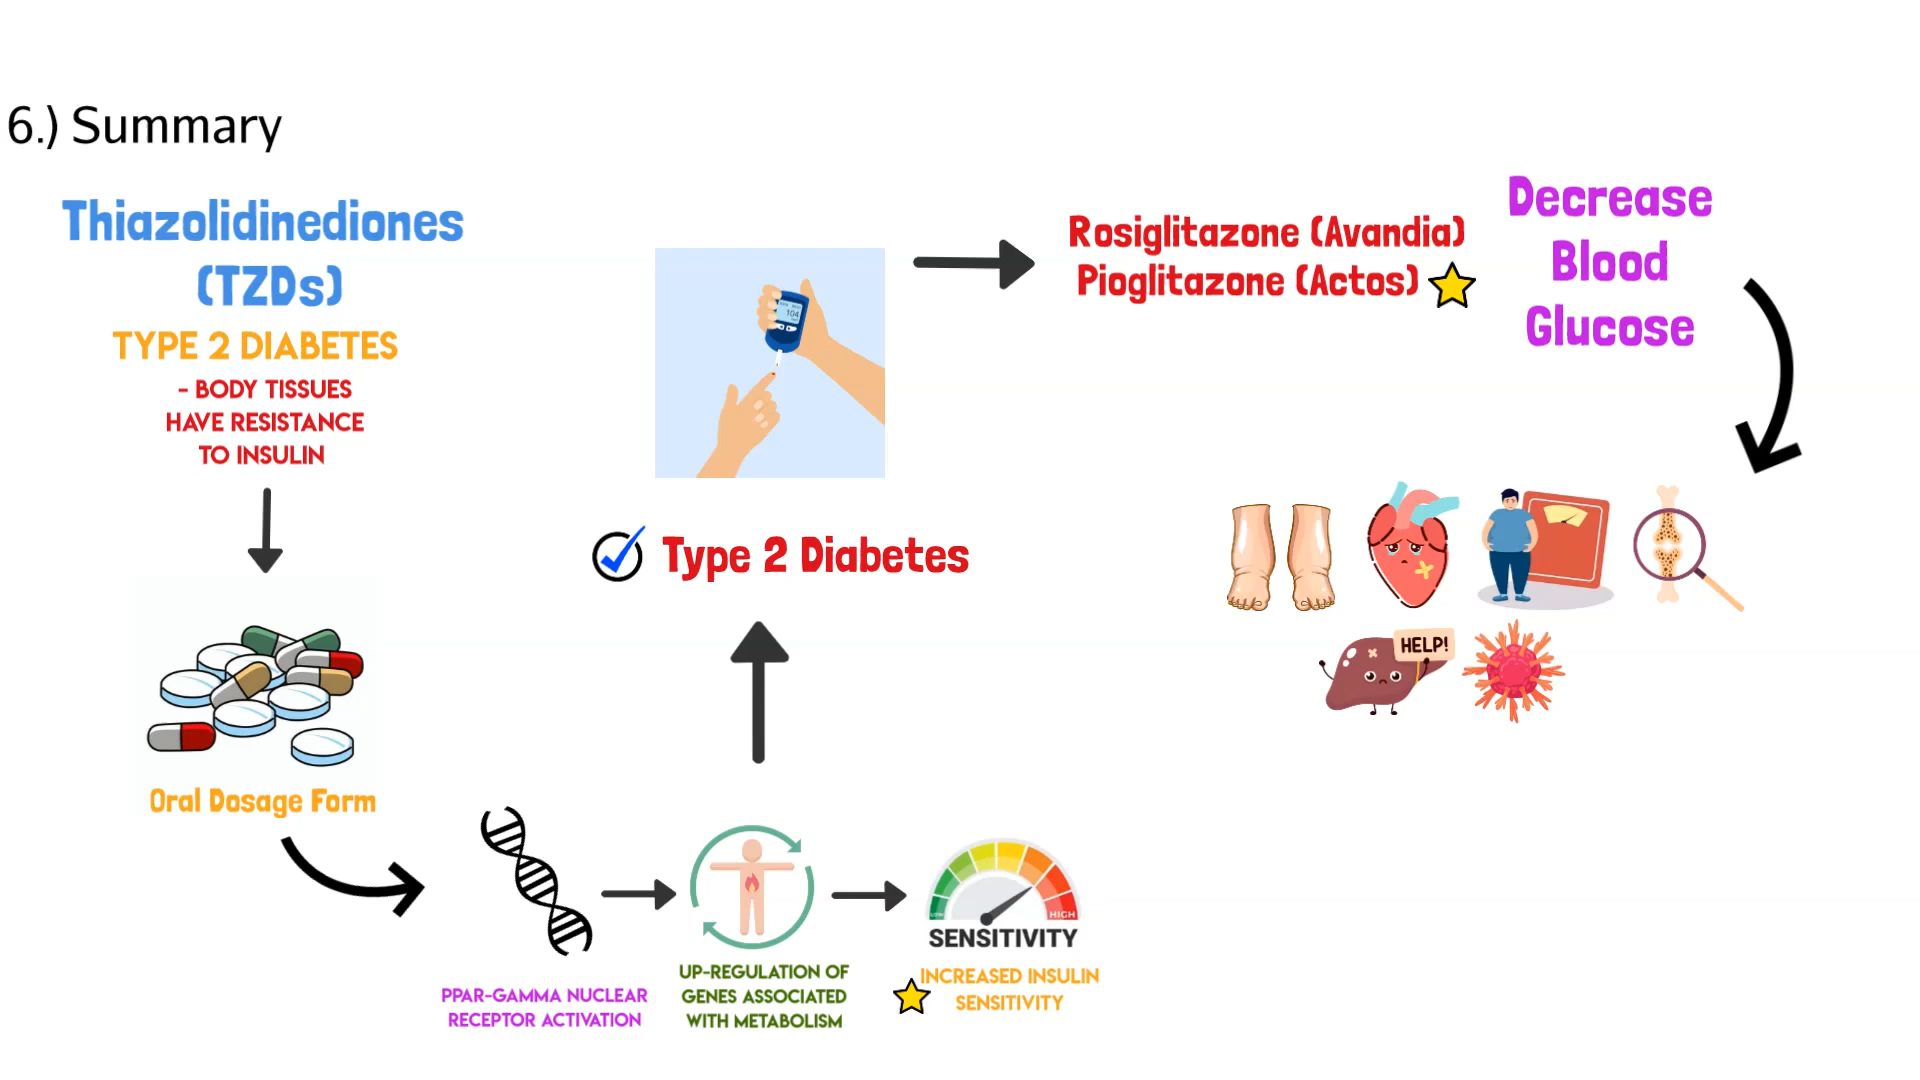 6.) Summary
Thiazolidinediones
(TZDs)
TYPE 2 DIABETES
- BODY TISSUES
HAVE RESISTANCE
TO INSULIN
Oral Dosage Form
PPAR-GAMMA NUCLEAR
RECEPTOR ACTIVATION
UP-REGULATION OF
GENES ASSOCIATED
WITH METABOLISM
LOW
HIGH
SENSITIVITY
INCREASED INSULIN
SENSITIVITY
104
Type 2 Diabetes
Rosiglitazone (Avandia)
Pioglitazone (Actos)
Decrease
Blood
Glucose
HELP!